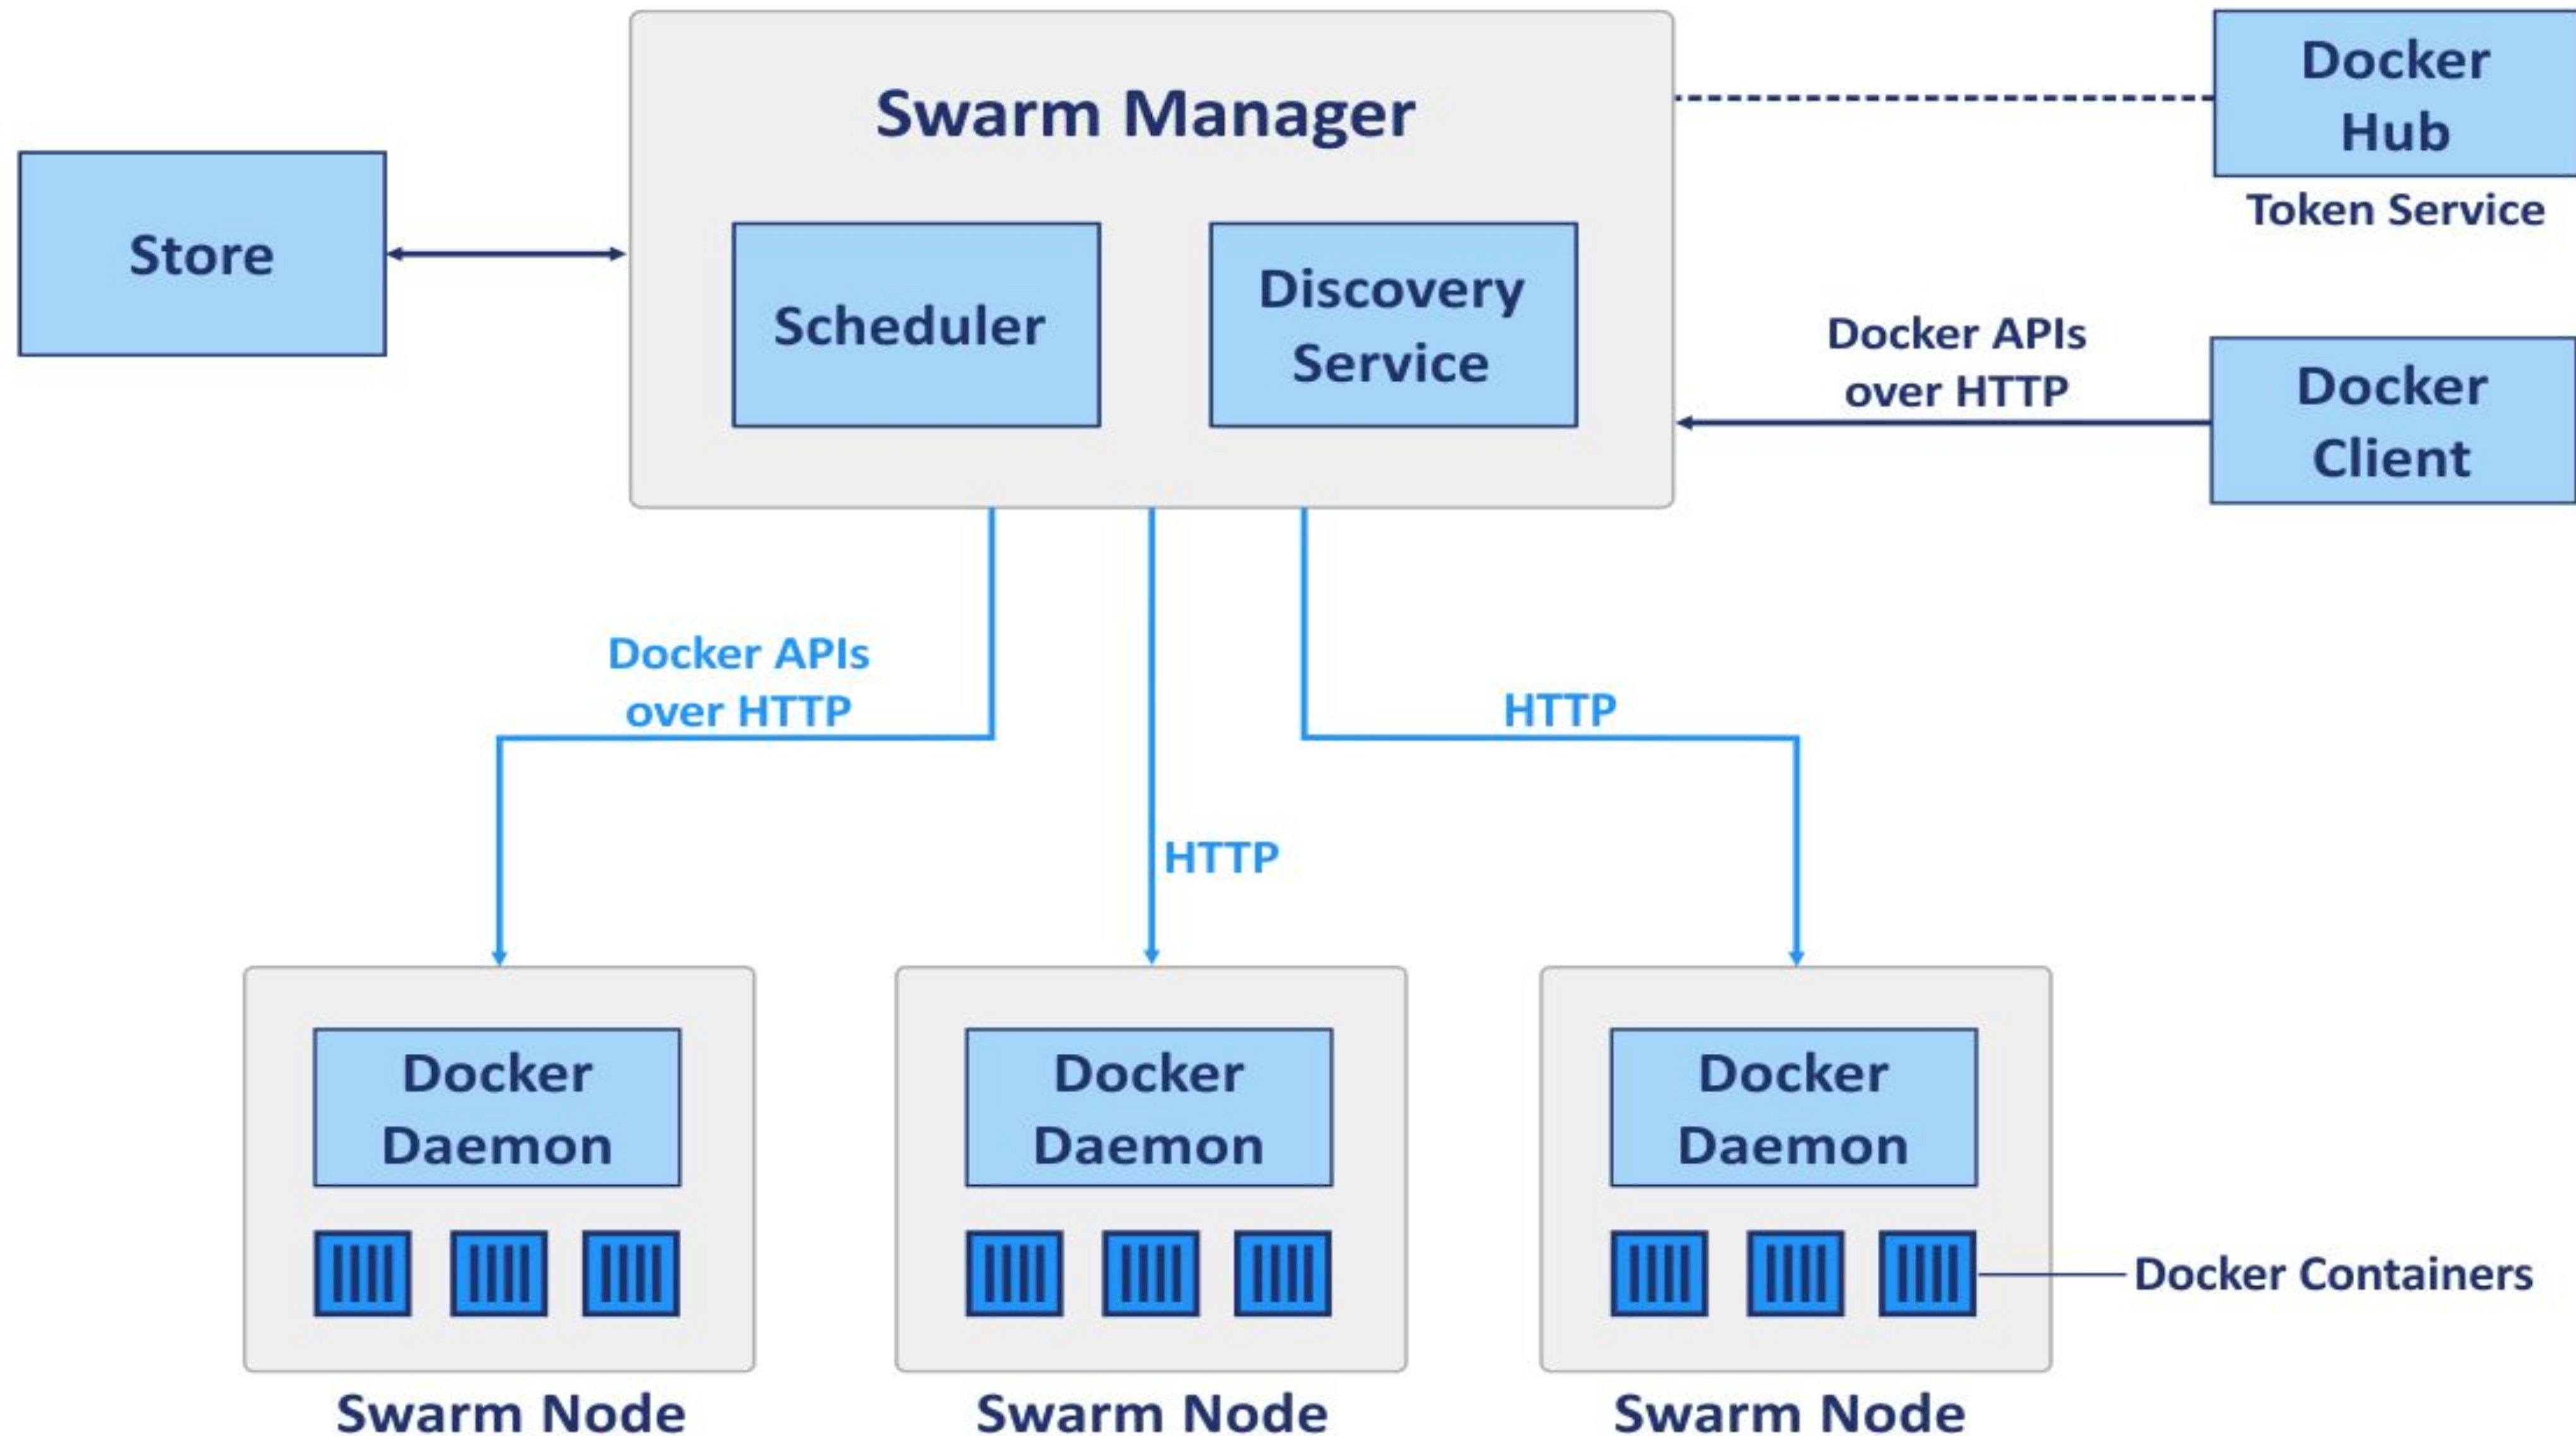 Swarm Manager
Docker
Hub
Token Service
Store
Scheduler
Discovery
Service
Docker APIs
over HTTP
Docker
Client
Docker APIs
over HTTP
HTTP
HTTP
Docker
Daemon
Docker
Daemon
Docker
Daemon
Docker Containers
Swarm Node
Swarm Node
Swarm Node